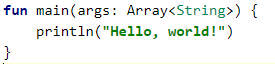 fun main(args: Array<String>) {
    println("Hello, world!")
}